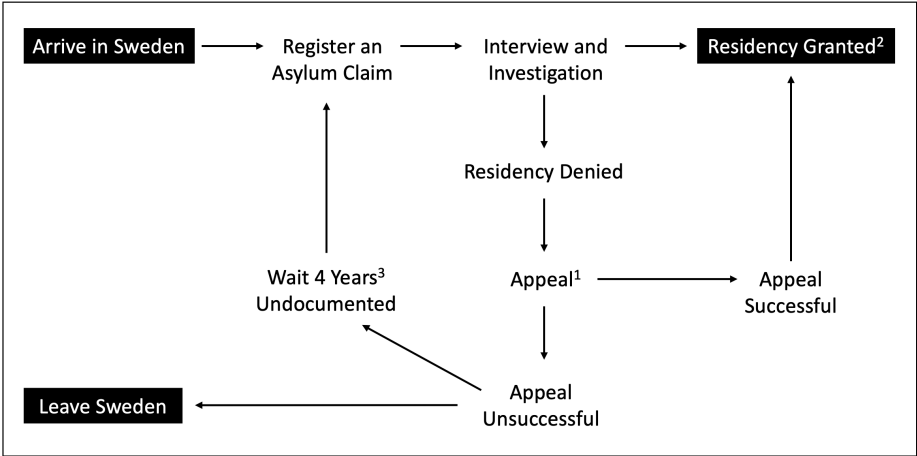 Arrive in Sweden
Register an
Asylum Claim
Interview and
Investigation
Residency Granted²
Residency Denied
Wait 4 Years³
Undocumented
Appeal¹
Appeal
Successful
Leave Sweden
Appeal
Unsuccessful